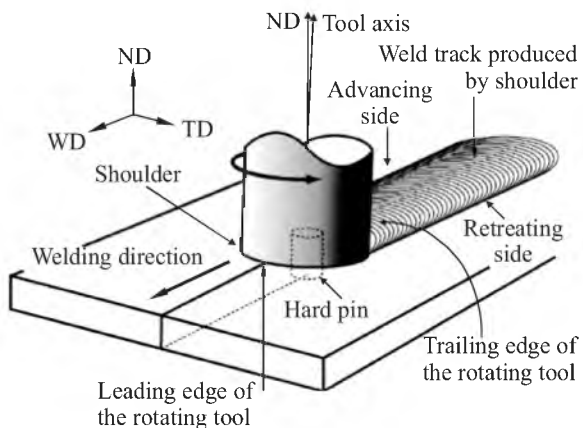 ND
Tool axis
Weld track produced
by shoulder
ND
Advancing
side
WD
TD
Shoulder
Retreating
side
Welding direction
Hard pin
Trailing edge of
the rotating tool
Leading edge of
the rotating tool